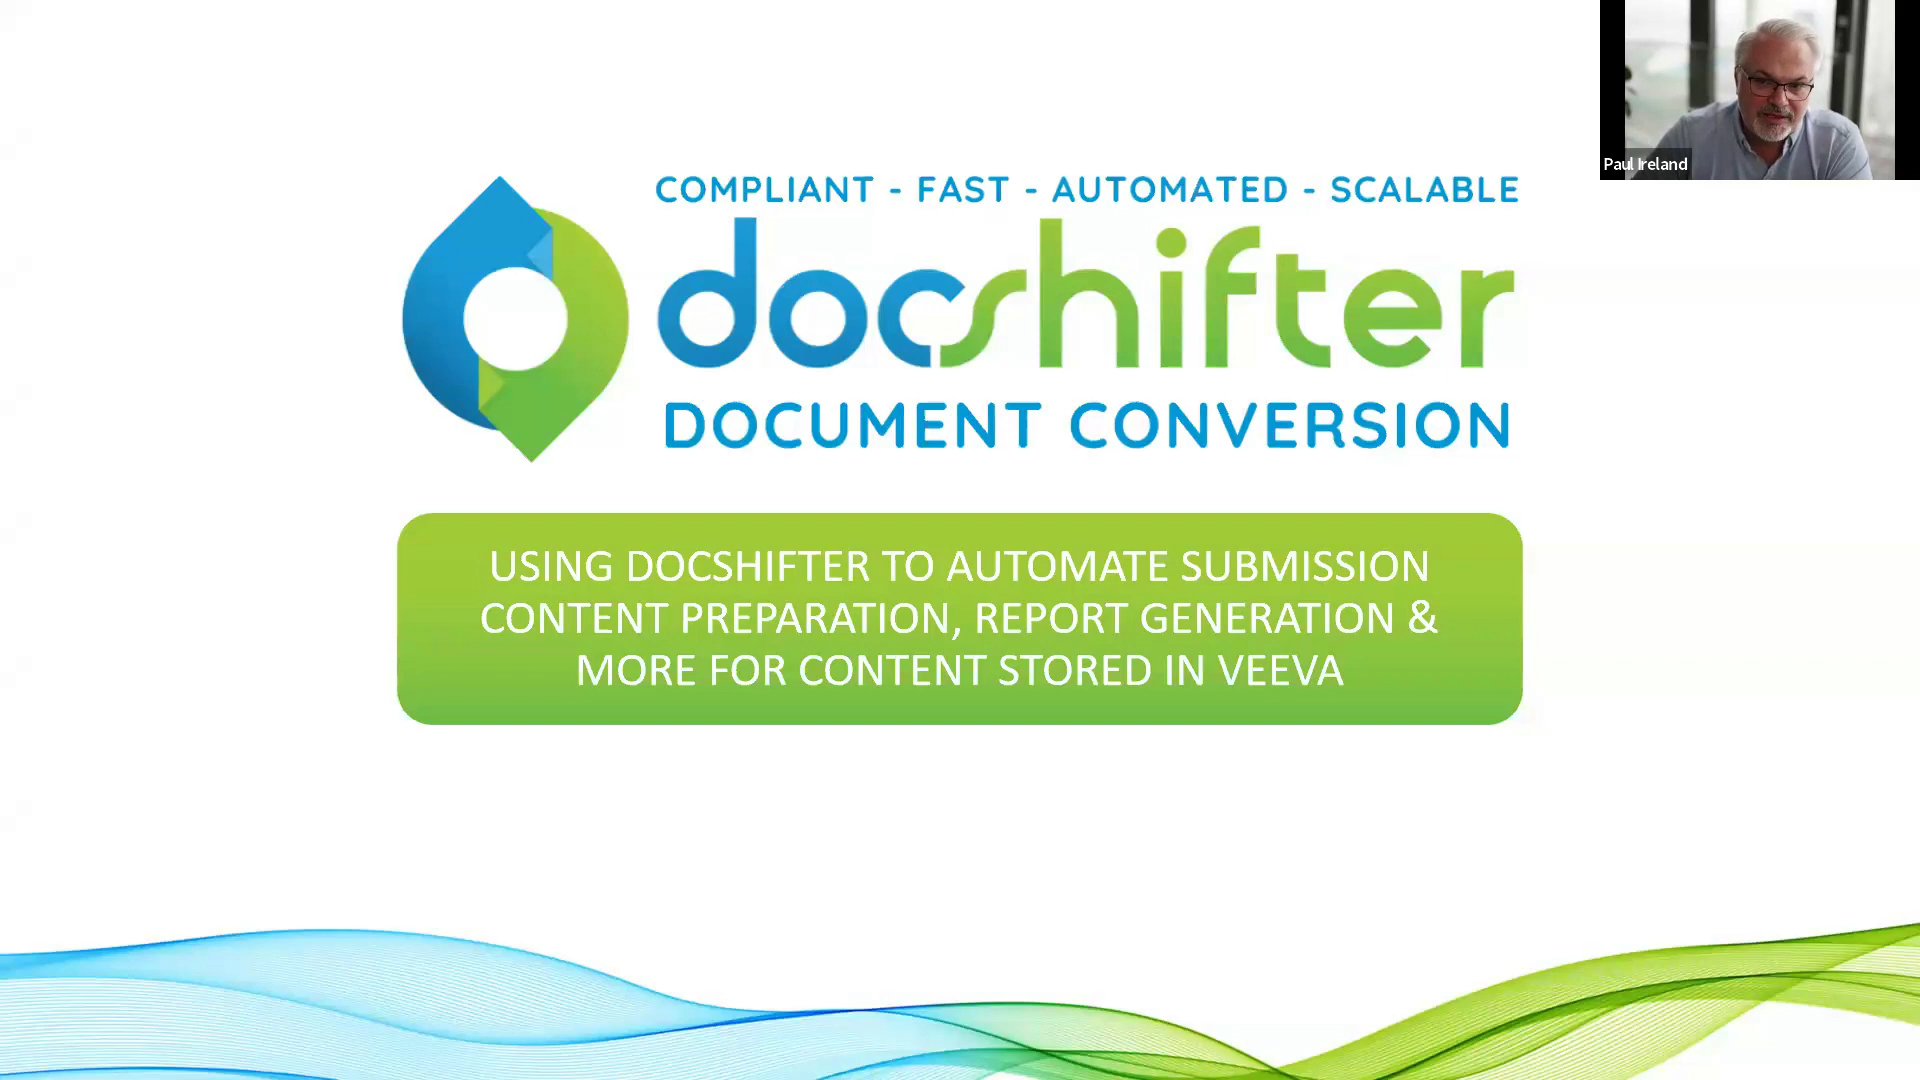 COMPLIANT - FAST - AUTOMATED - SCALABLE
docshifter
DOCUMENT CONVERSION
USING DOCSHIFTER TO AUTOMATE SUBMISSION
CONTENT PREPARATION, REPORT GENERATION &
MORE FOR CONTENT STORED IN VEEVA
Paul Ireland